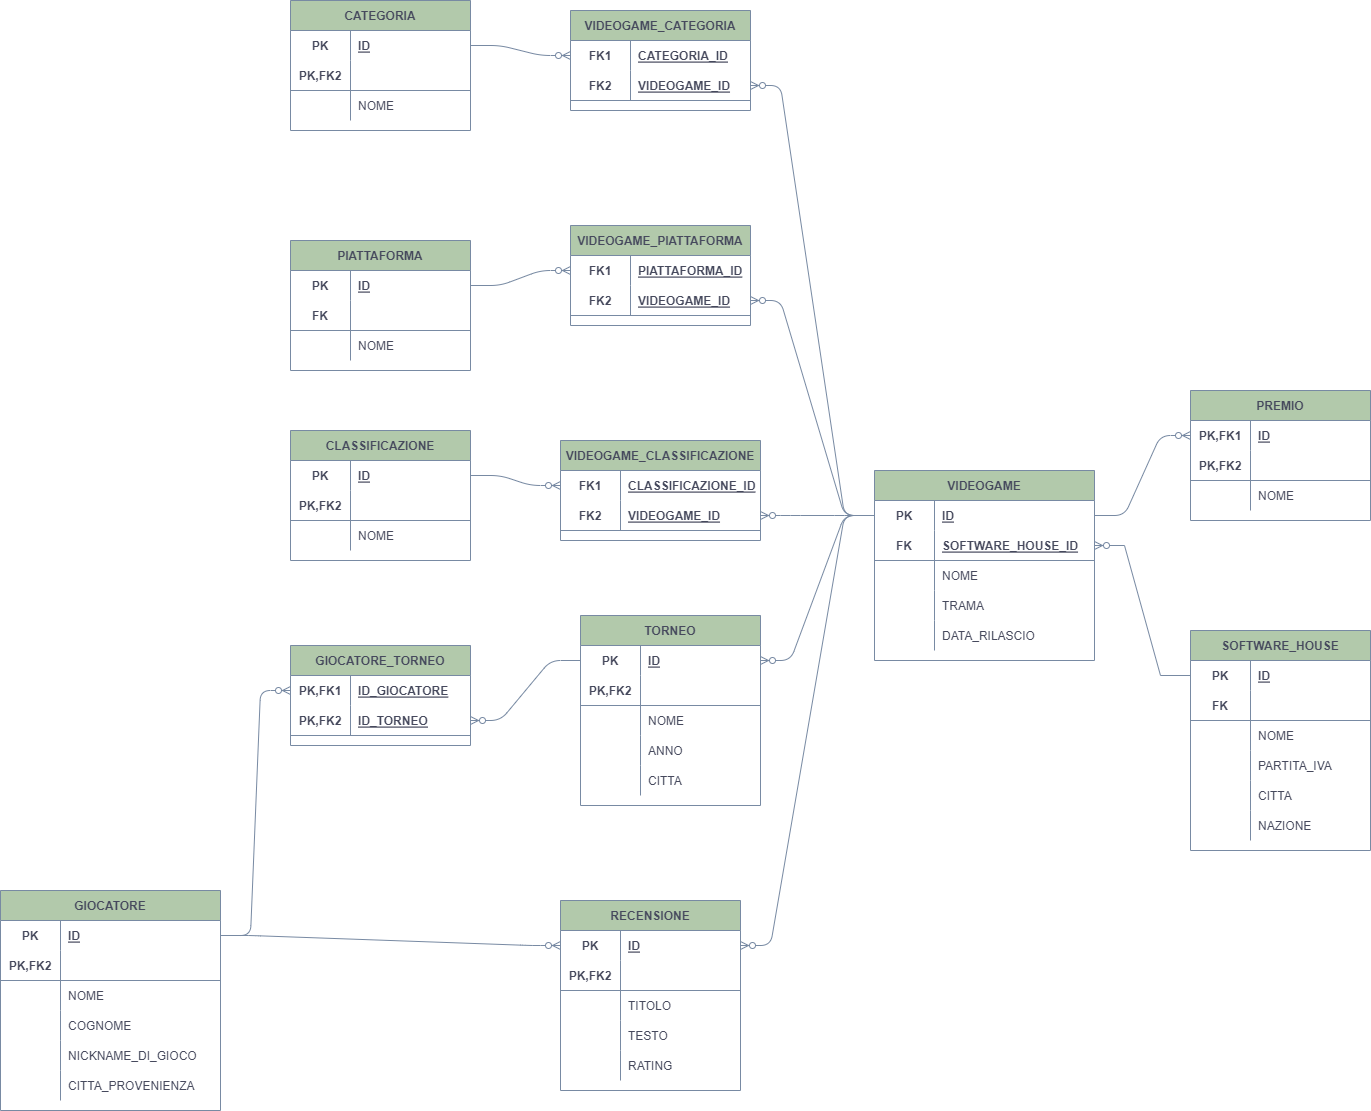 CATEGORIA
PK ID
PK,FK2
NOME
VIDEOGAME_CATEGORIA
FK1 CATEGORIA_ID
FK2 VIDEOGAME_ID
PIATTAFORMA
PK ID
FK
NOME
VIDEOGAME_PIATTAFORMA
FK1 PIATTAFORMA_ID
FK2 VIDEOGAME_ID
CLASSIFICAZIONE
PK ID
PK,FK2
NOME
VIDEOGAME_CLASSIFICAZIONE
FK1 CLASSIFICAZIONE_ID
FK2 VIDEOGAME_ID
VIDEOGAME
PK ID
FK SOFTWARE_HOUSE_ID
NOME
TRAMA
DATA_RILASCIO
PREMIO
PK,FK1 ID
PK,FK2
NOME
SOFTWARE_HOUSE
PK ID
FK
NOME
PARTITA_IVA
CITTA
NAZIONE
GIOCATORE_TORNEO
PK,FK1 ID_GIOCATORE
PK,FK2 ID_TORNEO
TORNEO
PK ID
PK,FK2
NOME
ANNO
CITTA
GIOCATORE
PK ID
PK,FK2
NOME
COGNOME
NICKNAME_DI_GIOCO
CITTA_PROVENIENZA
RECENSIONE
PK ID
PK,FK2
TITOLO
TESTO
RATING